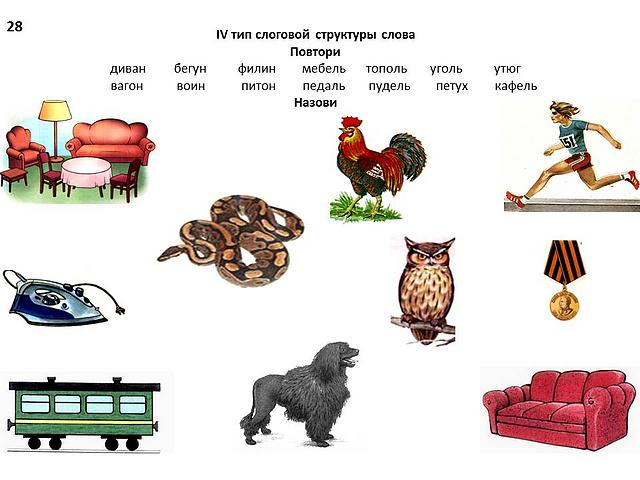 28
IV тип слоговой структуры слова
Повтори
диван бегун филин мебель тополь уголь утюг
вагон воин питон педаль пудель петух кафель
Назови
151